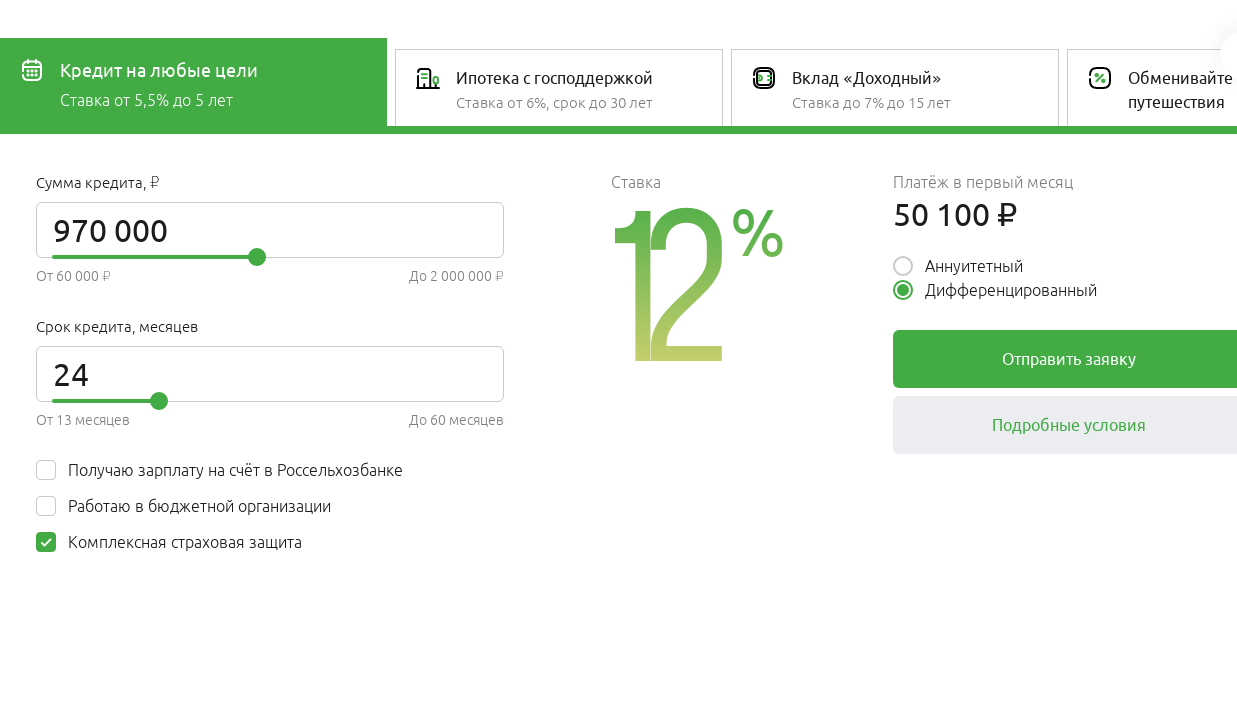 Кредит на любые цели
Ставка от 5,5% до 5 лет
Ипотека с господдержкой
Ставка от 6%, срок до 30 лет
Вклад «Доходный»
Ставка до 7% до 15 лет
Обменивайте
путешествия
Сумма кредита, ₽
970 000
От 60 000 ₽
До 2 000 000 ₽
Срок кредита, месяцев
24
От 13 месяцев
До 60 месяцев
Получаю зарплату на счёт в Россельхозбанке
Работаю в бюджетной организации
Комплексная страховая защита
Ставка
12%
Платёж в первый месяц
50 100 ₽
Аннуитетный
Дифференцированный
Отправить заявку
Подробные условия